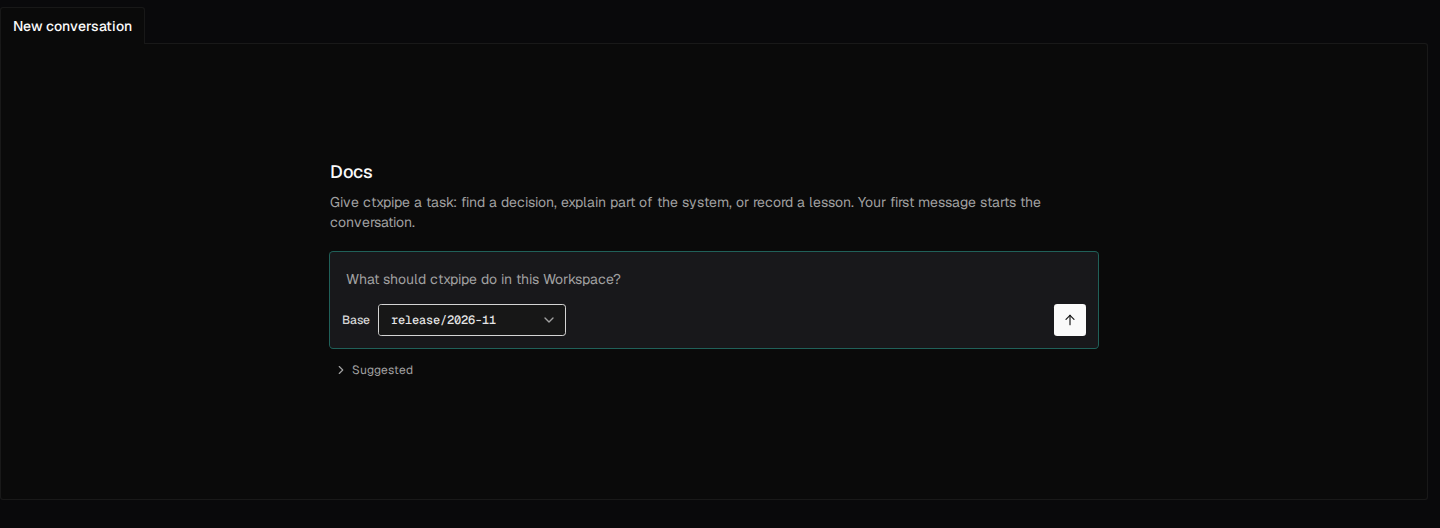 New conversation
Docs
Give ctxpipe a task: find a decision, explain part of the system, or record a lesson. Your first message starts the
conversation.
What should ctxpipe do in this Workspace?
Base release/2026-11
Suggested